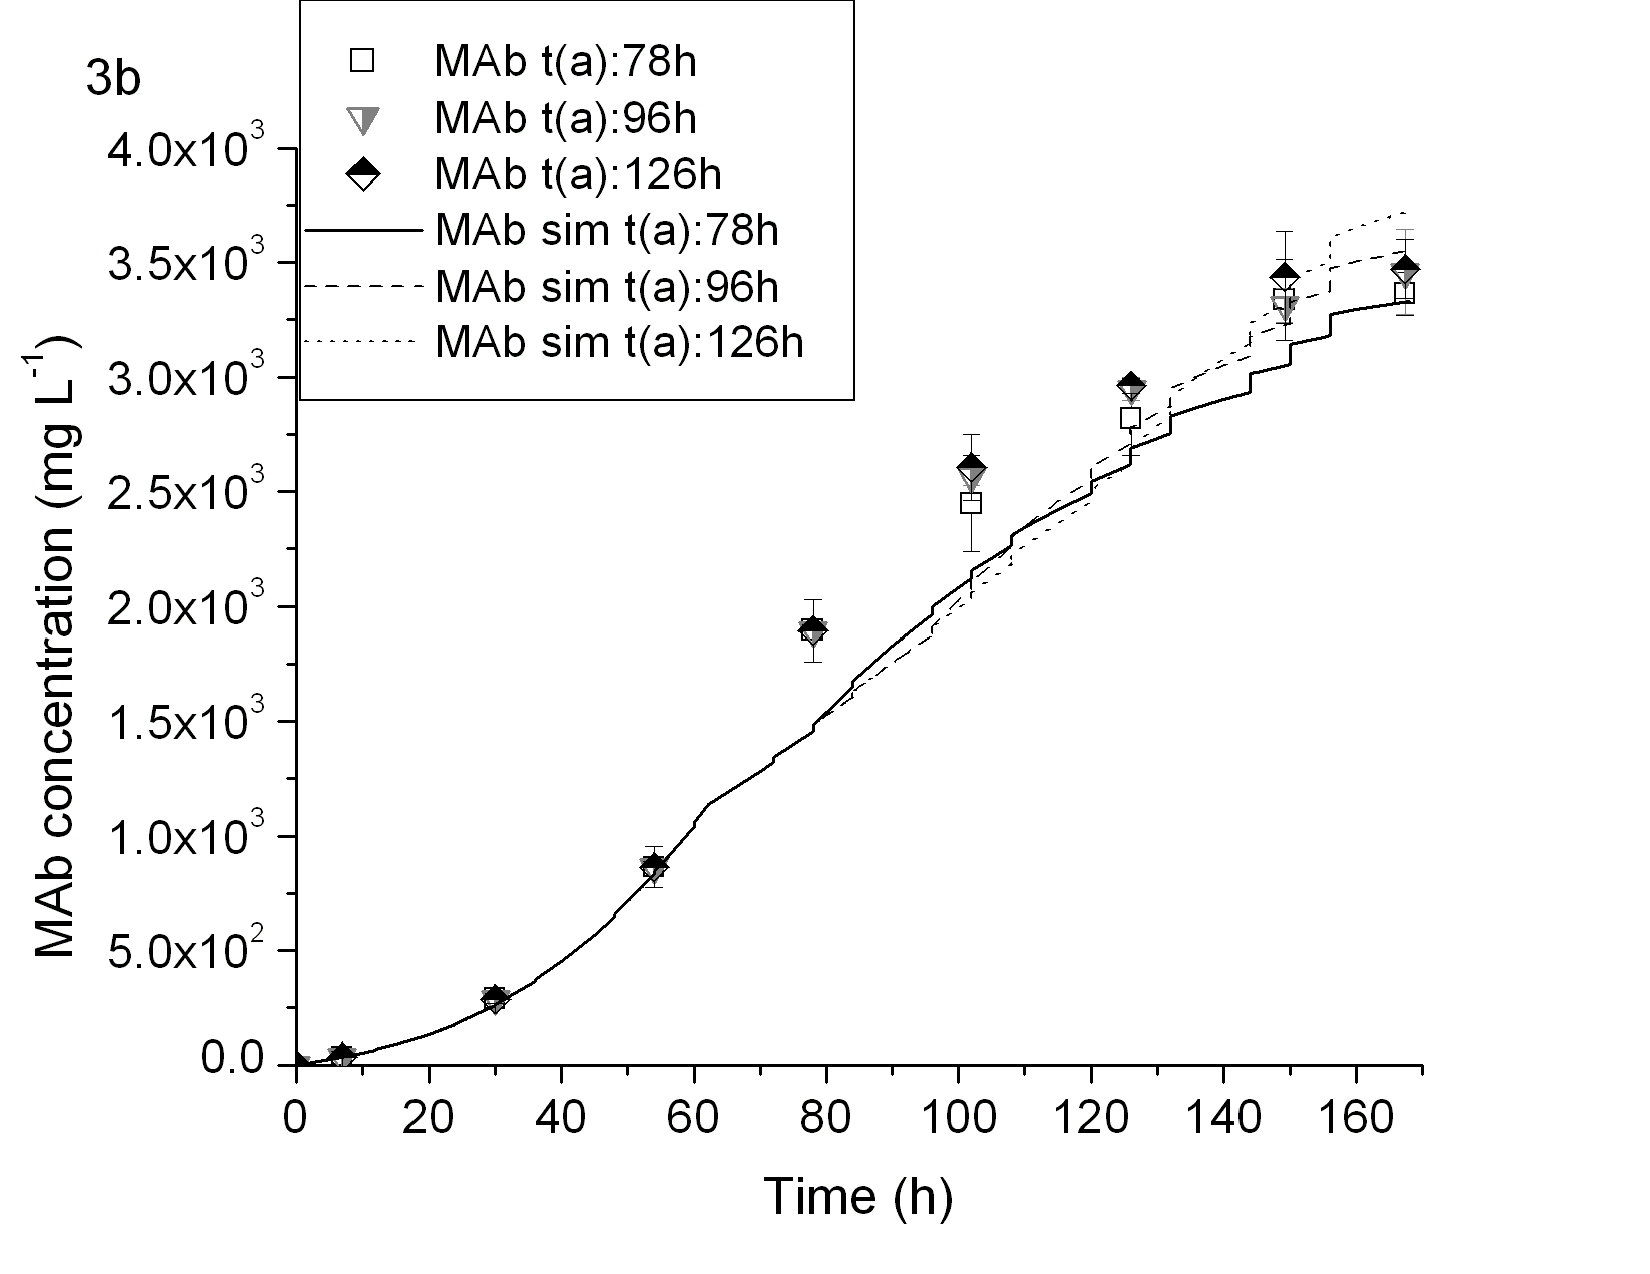 3b
MAb t(a):78h
MAb t(a):96h
MAb t(a):126h
MAb sim t(a):78h
MAb sim t(a):96h
MAb sim t(a):126h
4.0x10³
3.5x10³
3.0x10³
2.5x10³
2.0x10³
1.5x10³
1.0x10³
5.0x10²
0.0
MAb concentration (mg L⁻¹)
0 20 40 60 80 100 120 140 160
Time (h)